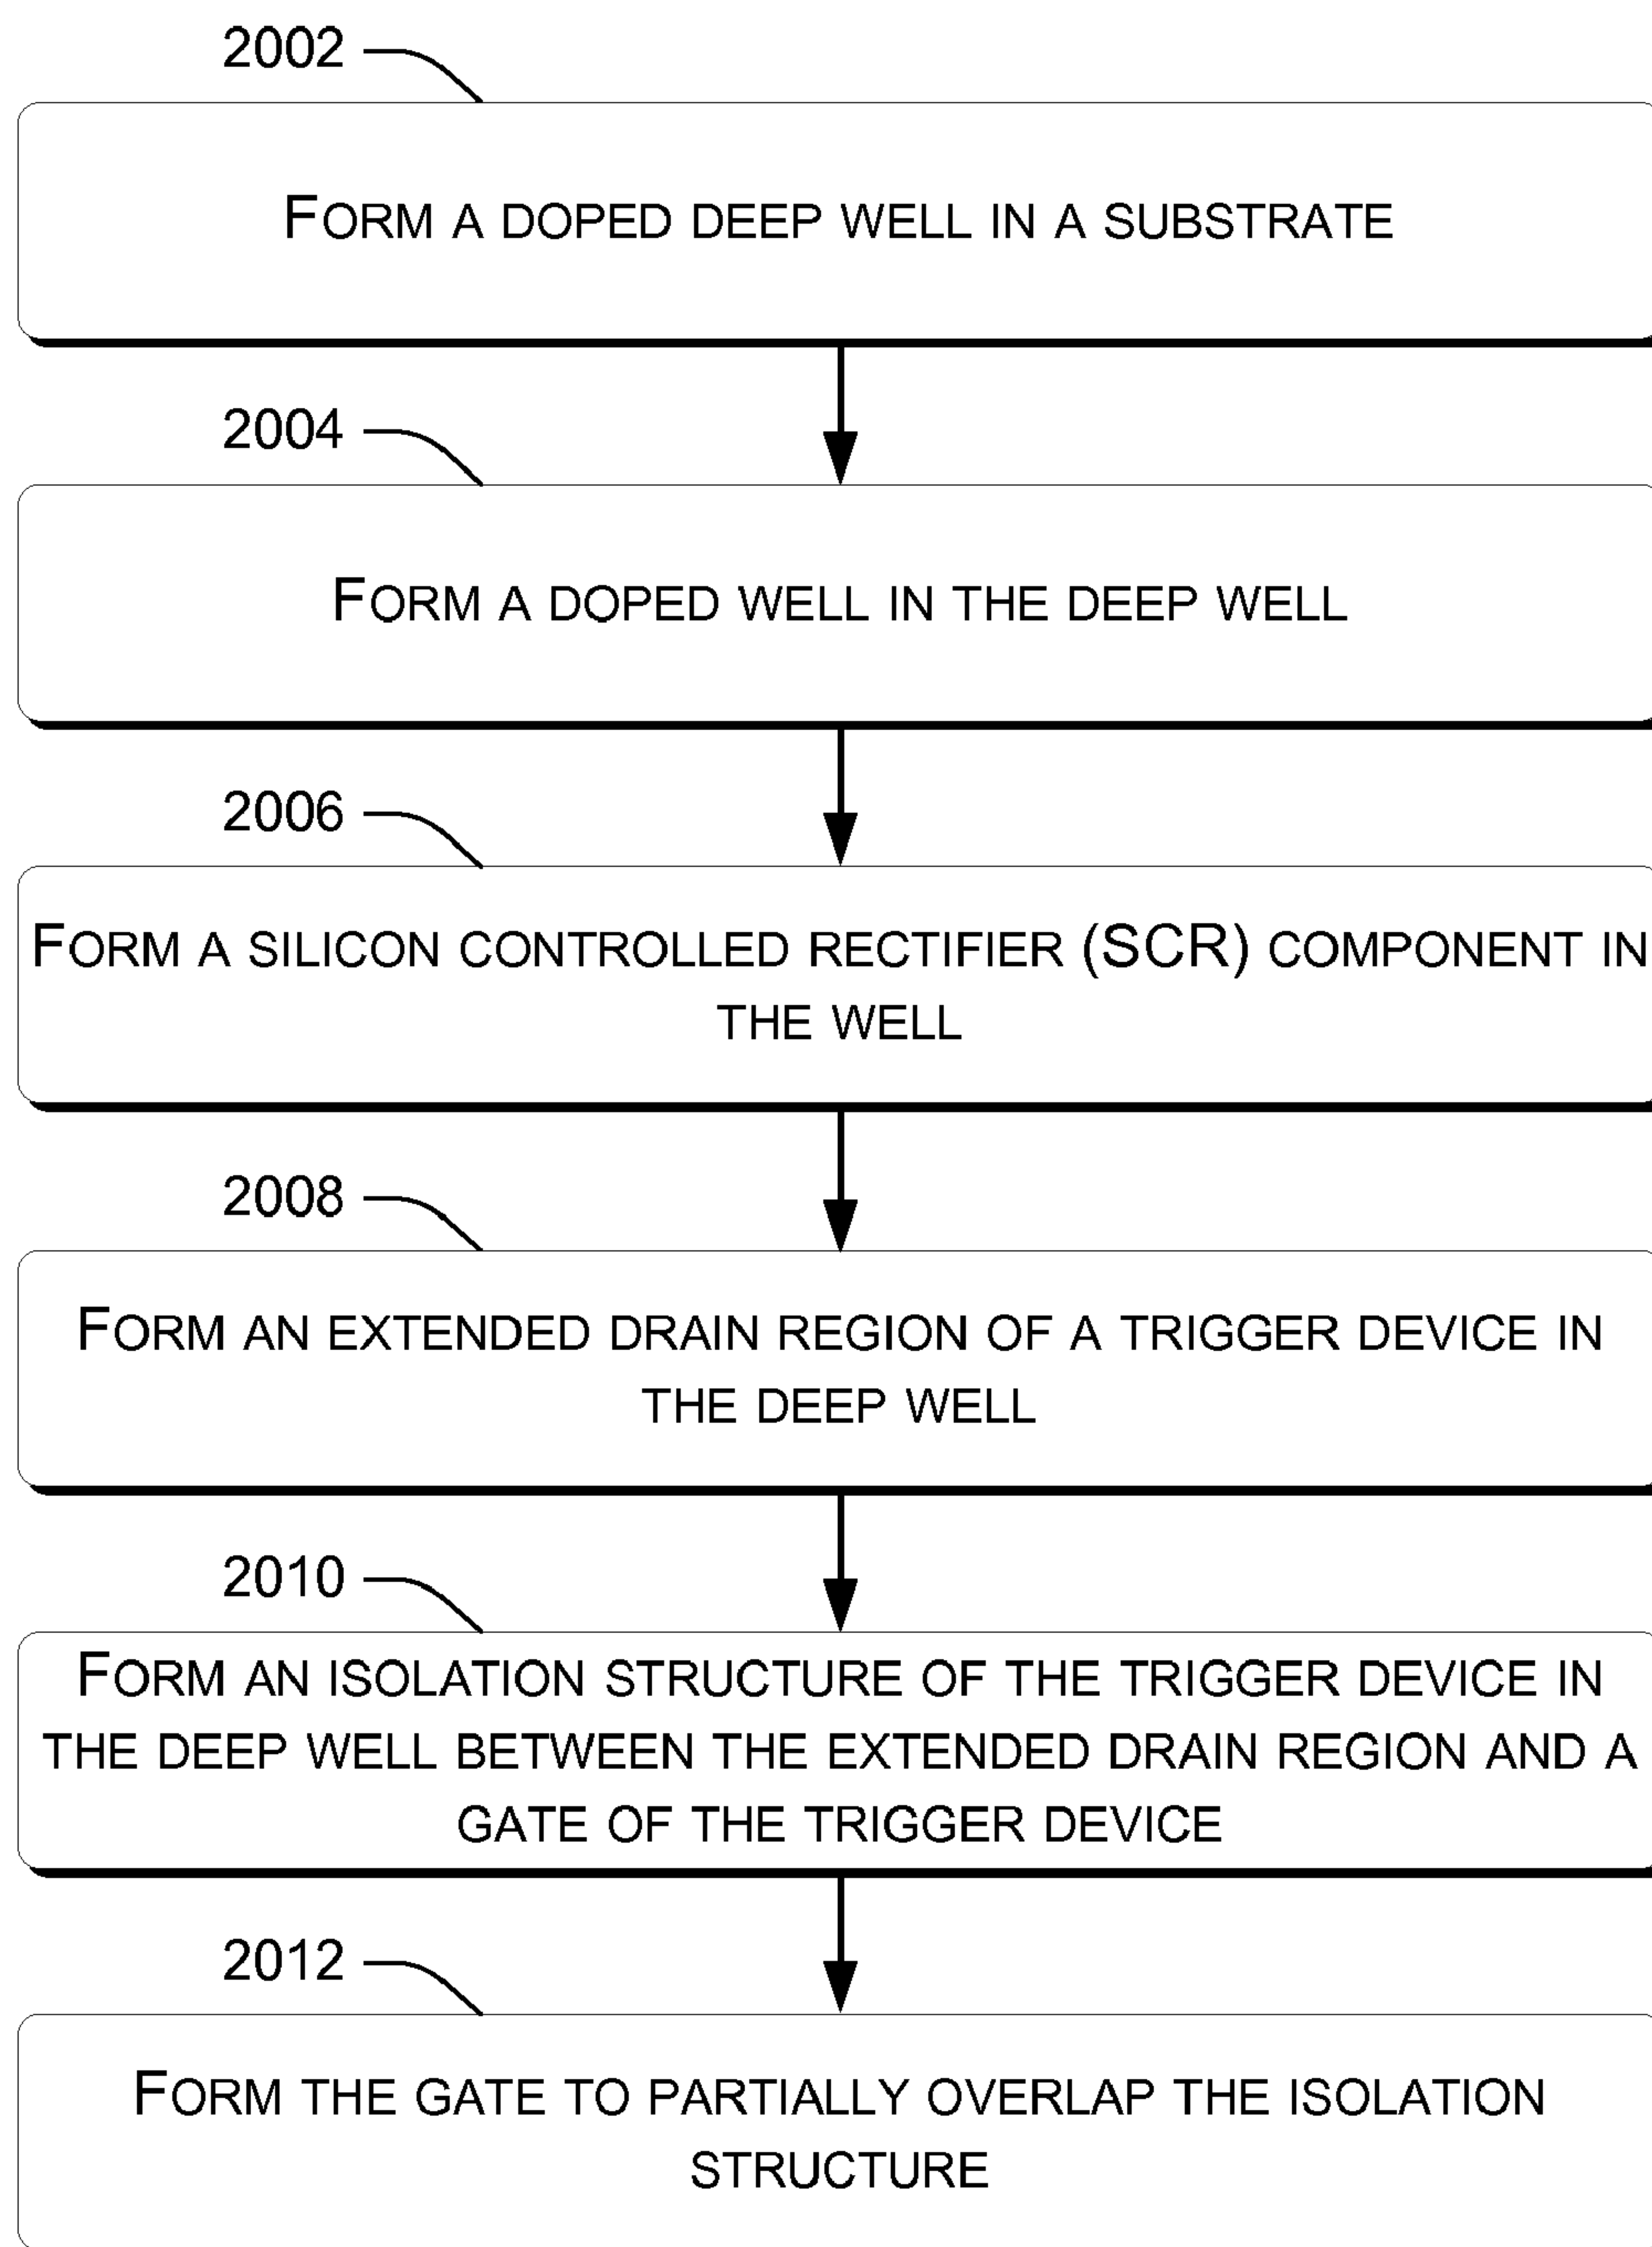 2002
FORM A DOPED DEEP WELL IN A SUBSTRATE
2004
FORM A DOPED WELL IN THE DEEP WELL
2006
FORM A SILICON CONTROLLED RECTIFIER (SCR) COMPONENT IN
THE WELL
2008
FORM AN EXTENDED DRAIN REGION OF A TRIGGER DEVICE IN
THE DEEP WELL
2010
FORM AN ISOLATION STRUCTURE OF THE TRIGGER DEVICE IN
THE DEEP WELL BETWEEN THE EXTENDED DRAIN REGION AND A
GATE OF THE TRIGGER DEVICE
2012
FORM THE GATE TO PARTIALLY OVERLAP THE ISOLATION
STRUCTURE